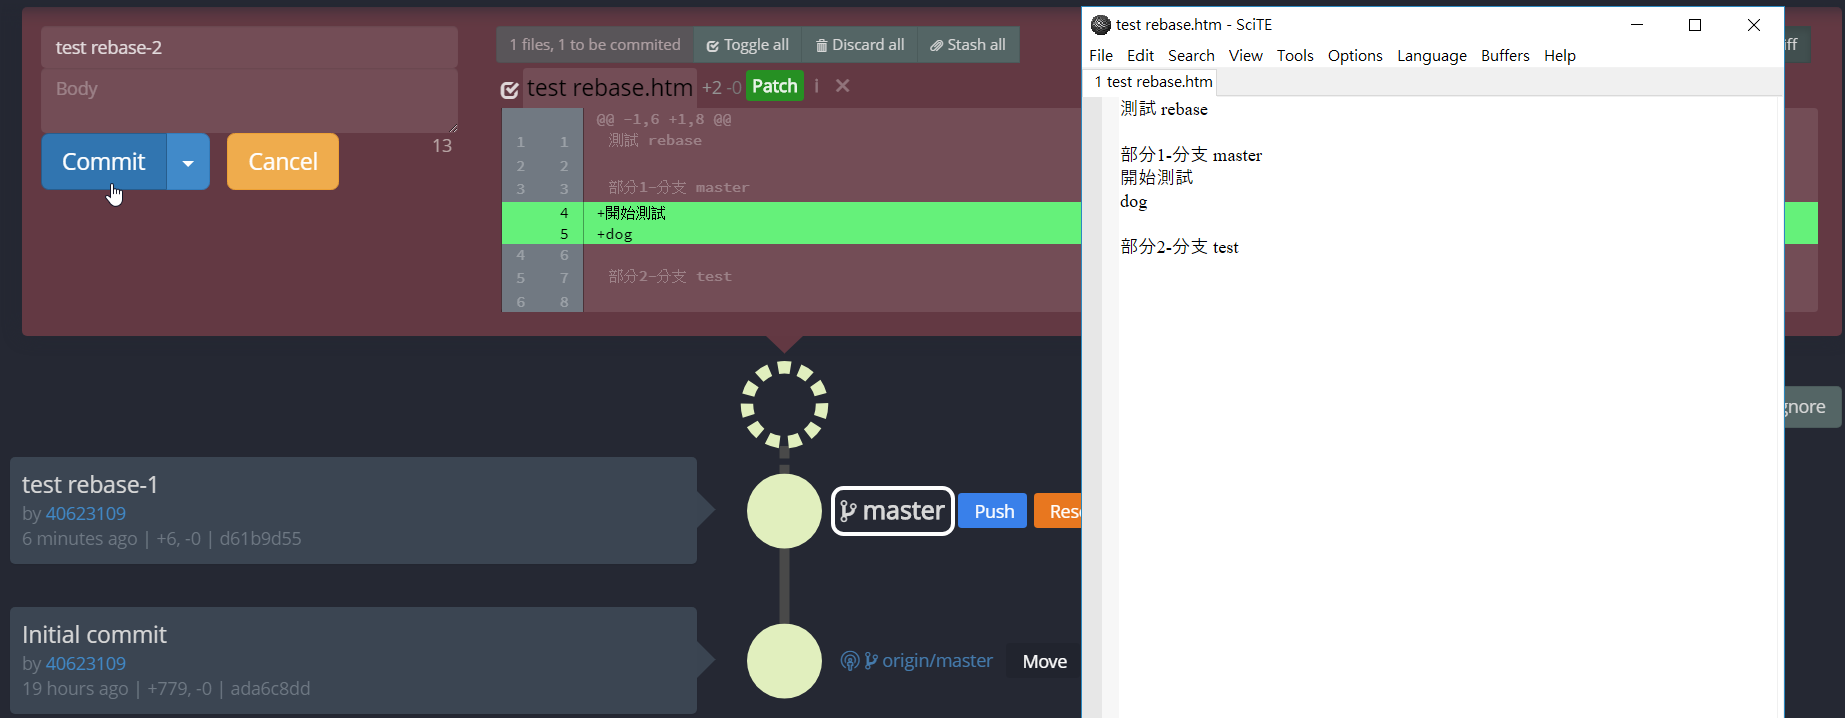 test rebase-2
Body
13
Commit
Cancel
1 files, 1 to be commited
Toggle all
Discard all
Stash all
test rebase.htm +2 -0 Patch
@@ -1,6 +1,8 @@
1 1 測試 rebase
2 2
3 3 部分1-分支 master
4 +開始測試
5 +dog
4 6
5 7 部分2-分支 test
6 8
test rebase-1
by 40623109
6 minutes ago | +6, -0 | d61b9d55
master
Push
Initial commit
by 40623109
19 hours ago | +779, -0 | ada6c8dd
origin/master
Move
test rebase.htm - SciTE
File Edit Search View Tools Options Language Buffers Help
1 test rebase.htm
測試 rebase
部分1-分支 master
開始測試
dog
部分2-分支 test